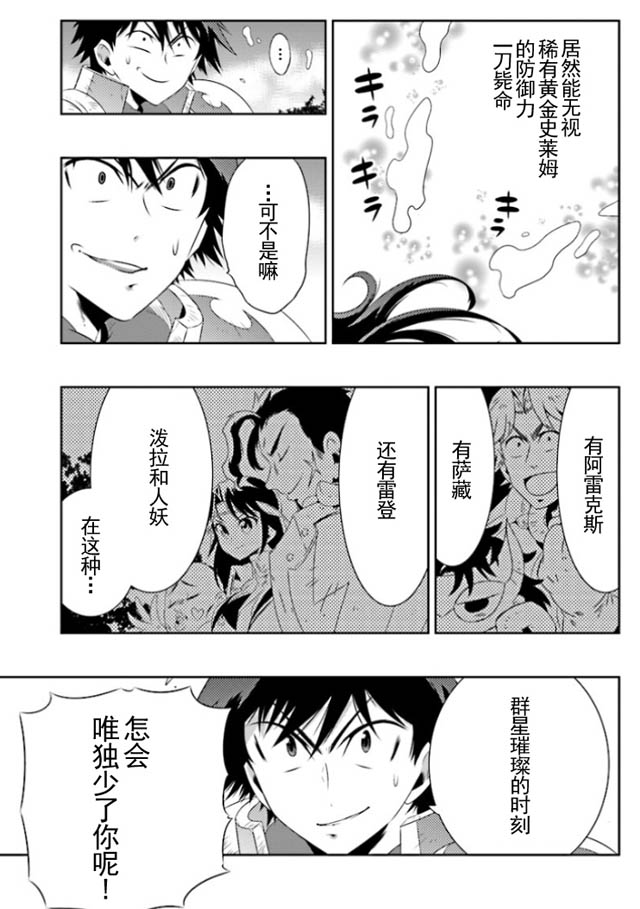 居然能无视
稀有黄金史莱姆
的防御力
一刀毙命
キラ
キラ
…
…可不是嘛
有阿雷克斯
有萨藏
还有雷登
泼拉和人妖
在这种…
群星璀璨的时刻
怎会
唯独少了你呢！